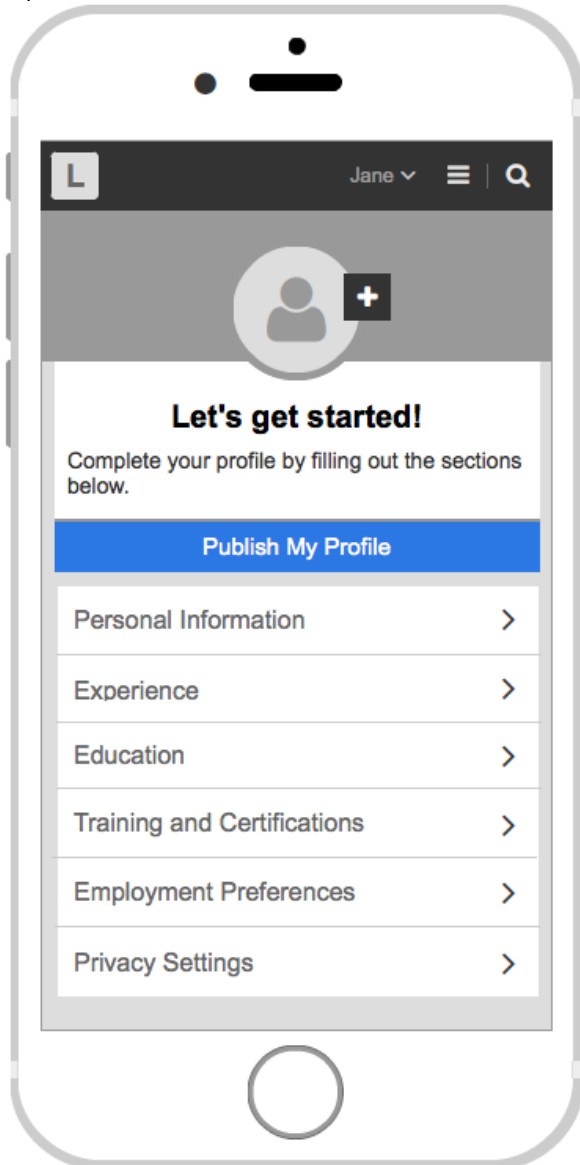 L
Jane
Let's get started!
Complete your profile by filling out the sections
below.
Publish My Profile
Personal Information
Experience
Education
Training and Certifications
Employment Preferences
Privacy Settings